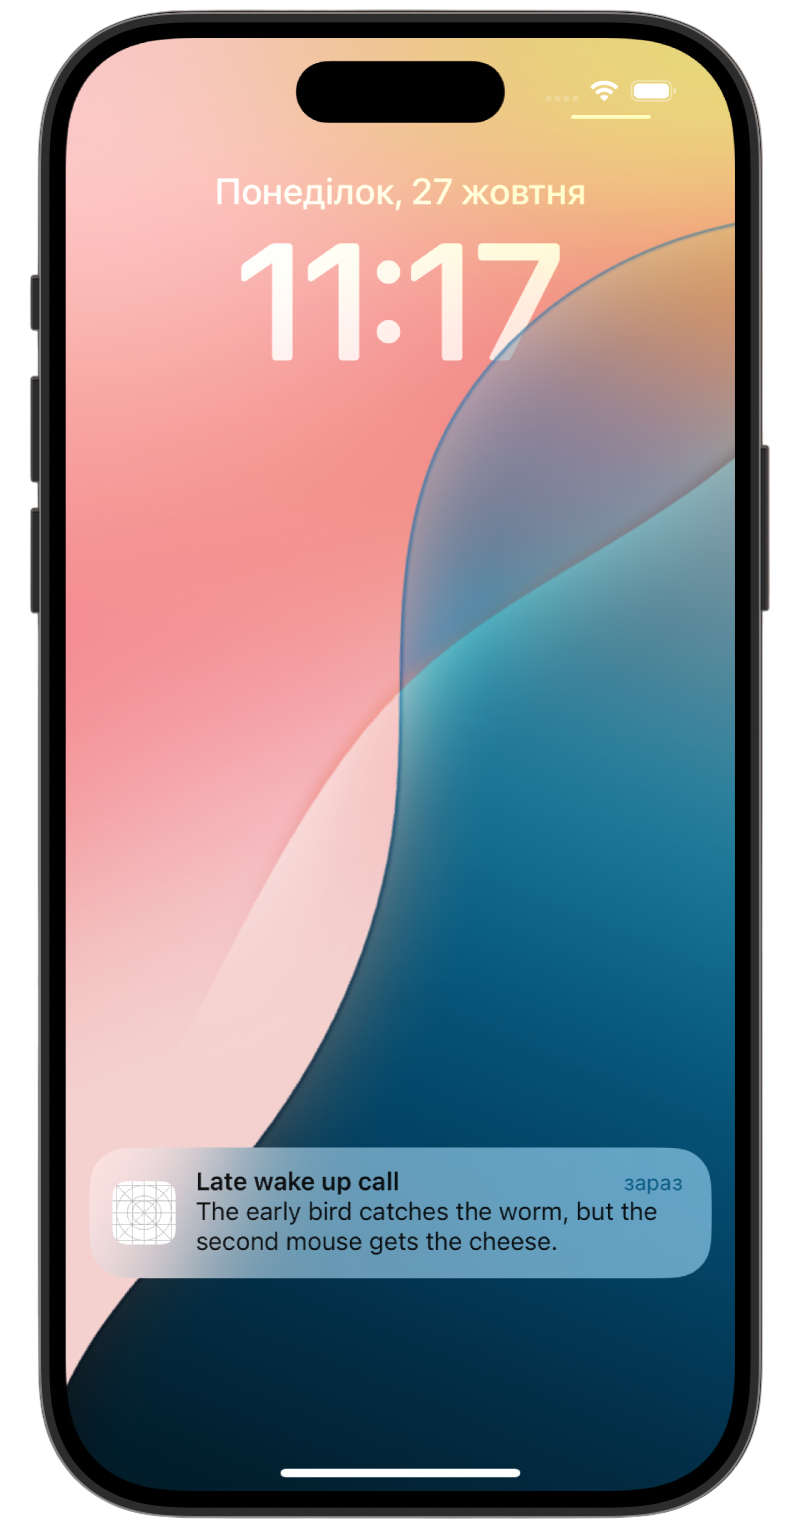 Понеділок, 27 жовтня
11:17
Late wake up call зараз
The early bird catches the worm, but the
second mouse gets the cheese.